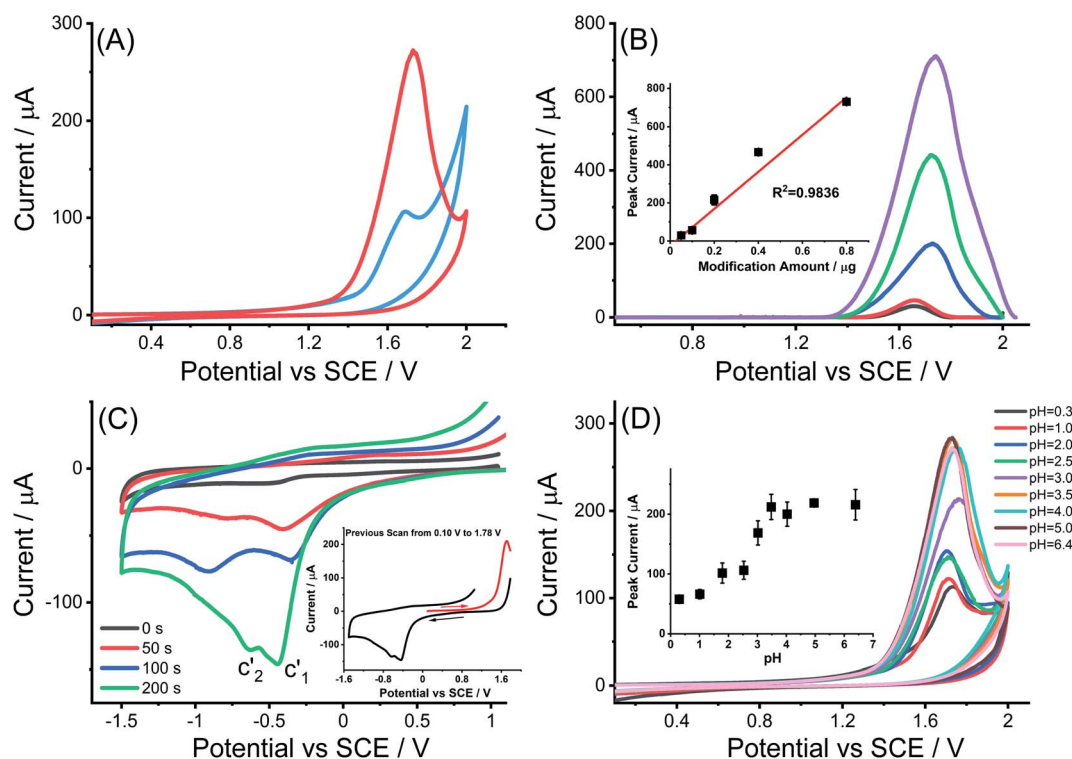 (A)
300
200
100
0
Current / μA
0.4
0.8
1.2
1.6
2
Potential vs SCE / V
(B)
800
600
400
200
0
Current / μA
0.8
1.2
1.6
2
Potential vs SCE / V
800
600
400
200
0
Peak Current / μA
R²=0.9836
0.2
0.4
0.6
0.8
Modification Amount / μg
(C)
0
-100
Current / μA
0 s
50 s
100 s
200 s
c'₂
c'₁
-1.5
-1
-0.5
0
0.5
1
Potential vs SCE / V
Previous Scan from 0.10 V to 1.78 V
200
100
0
-100
Current / μA
-1.6
-0.8
0
0.8
1.6
Potential vs SCE / V
(D)
300
200
100
0
Current / μA
0.4
0.8
1.2
1.6
2
Potential vs SCE / V
pH=0.3
pH=1.0
pH=2.0
pH=2.5
pH=3.0
pH=3.5
pH=4.0
pH=5.0
pH=6.4
200
100
0
Peak Current / μA
0
1
2
3
4
5
6
7
pH